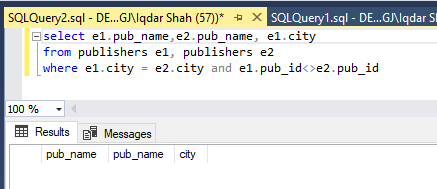 SQLQuery2.sql - DE...GJ\Iqdar Shah (57))* SQLQuery1.sql - DE...GJ\Iqda
select e1.pub_name,e2.pub_name, e1.city
from publishers e1, publishers e2
where e1.city = e2.city and e1.pub_id<>e2.pub_id
100 %
Results Messages
pub_name pub_name city